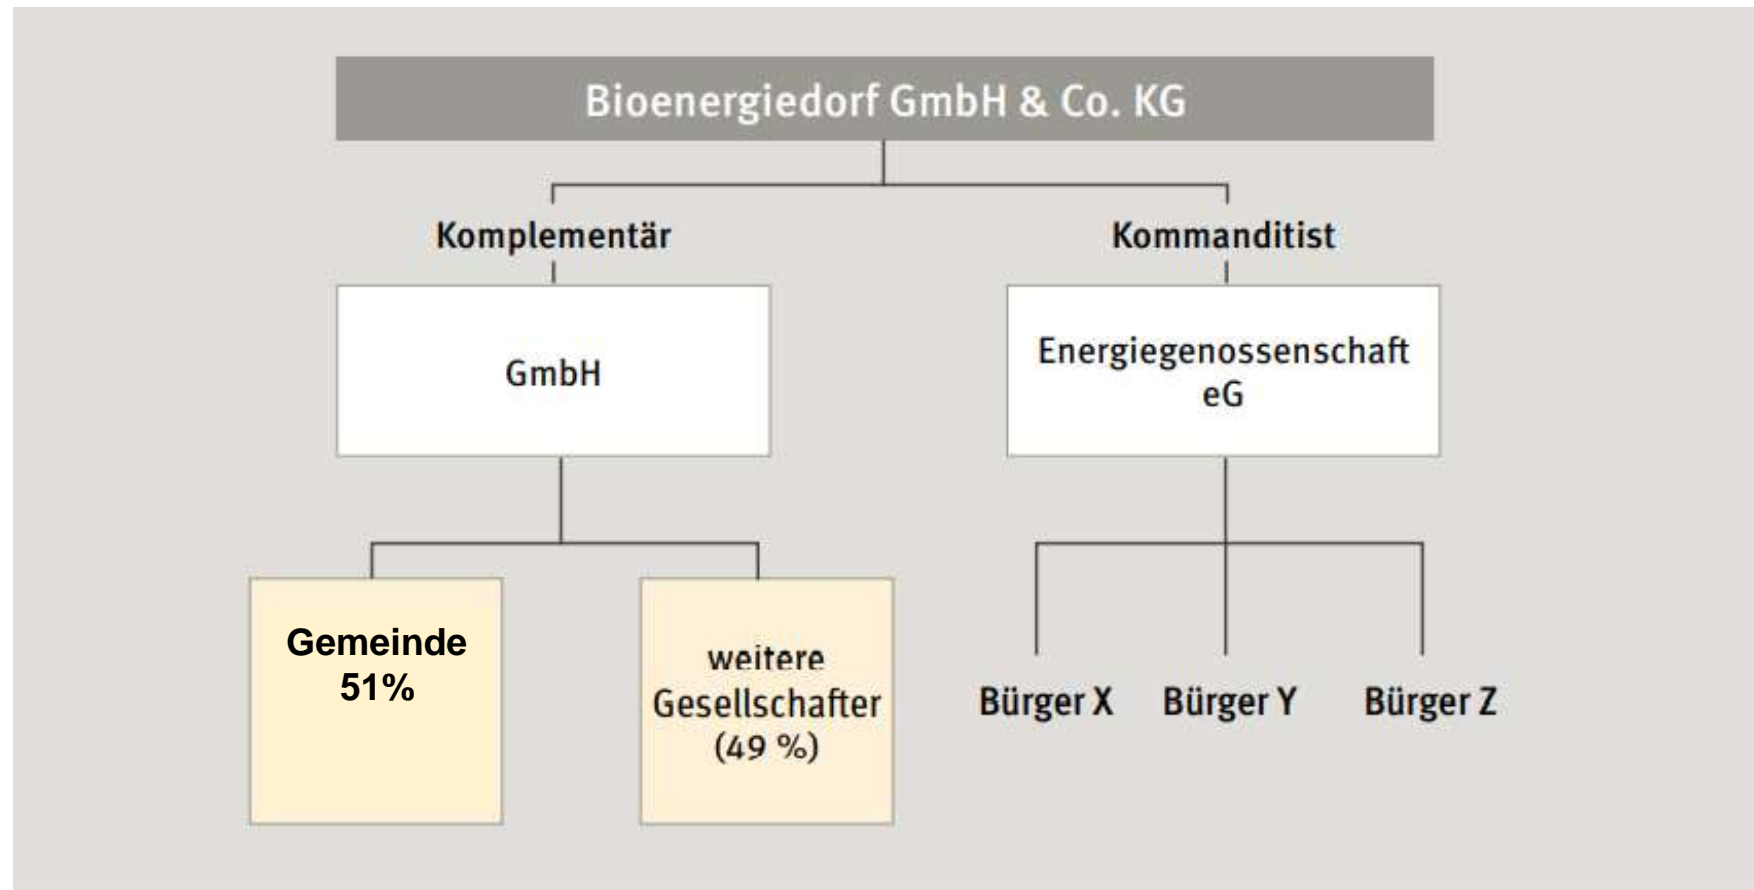 Bioenergiedorf GmbH & Co. KG
Komplementär
Kommanditist
GmbH
Energiegenossenschaft
eG
Gemeinde
51%
weitere
Gesellschafter
(49 %)
Bürger X
Bürger Y
Bürger Z